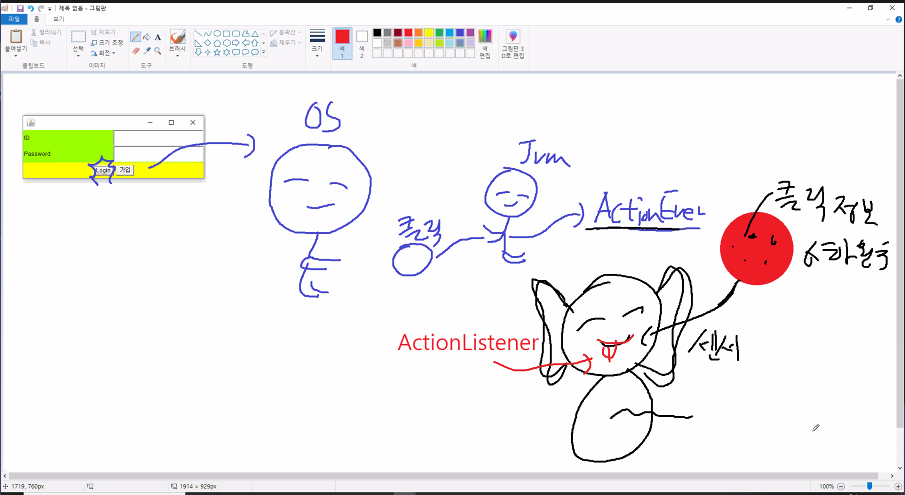 제목 없음 - 그림판
파일 홈 보기
붙여넣기
잘라내기
복사
클립보드
선택
자르기
크기 조정
회전
이미지
도구
브러시
윤곽선
채우기
도형
크기
색
1
색
2
색
편집
그림판 3
D로 편집
색
ID
Password
Login 가입
OS
Jvm
클릭
ActionEven
클릭 정보
ActionListener
센서
1719, 760px
1914 × 929px
100%